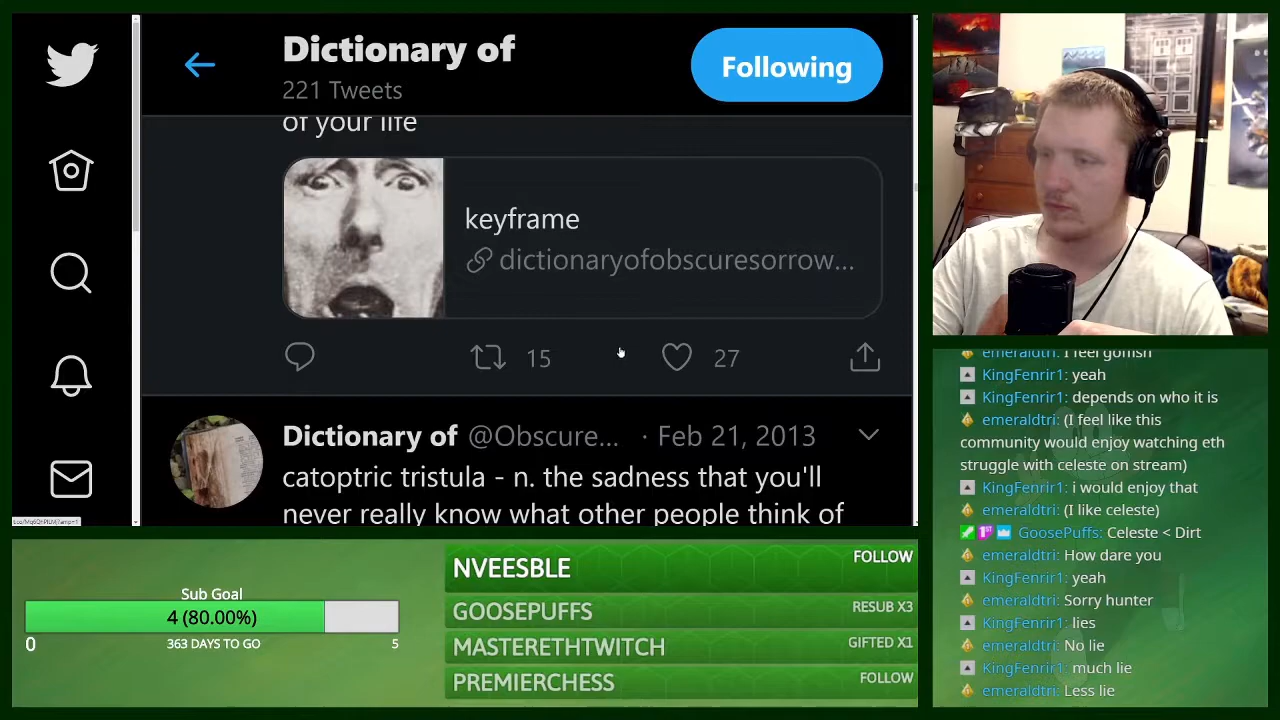 Dictionary of
221 Tweets
Following
of your life
keyframe
dictionaryofobscuresorrow...
15
27
Dictionary of @Obscure... · Feb 21, 2013
catoptric tristula - n. the sadness that you'll
never really know what other people think of
Sub Goal
4 (80.00%)
0
363 DAYS TO GO
5
NVEESBLE FOLLOW
GOOSEPUFFS RESUB X3
MASTERETHTWITCH GIFTED X1
PREMIERCHESS FOLLOW
emeraldtri: I feel gomsh
KingFenrir1: yeah
KingFenrir1: depends on who it is
emeraldtri: (I feel like this
community would enjoy watching eth
struggle with celeste on stream)
KingFenrir1: i would enjoy that
emeraldtri: (I like celeste)
GoosePuffs: Celeste < Dirt
emeraldtri: How dare you
KingFenrir1: yeah
emeraldtri: Sorry hunter
KingFenrir1: lies
emeraldtri: No lie
KingFenrir1: much lie
emeraldtri: Less lie